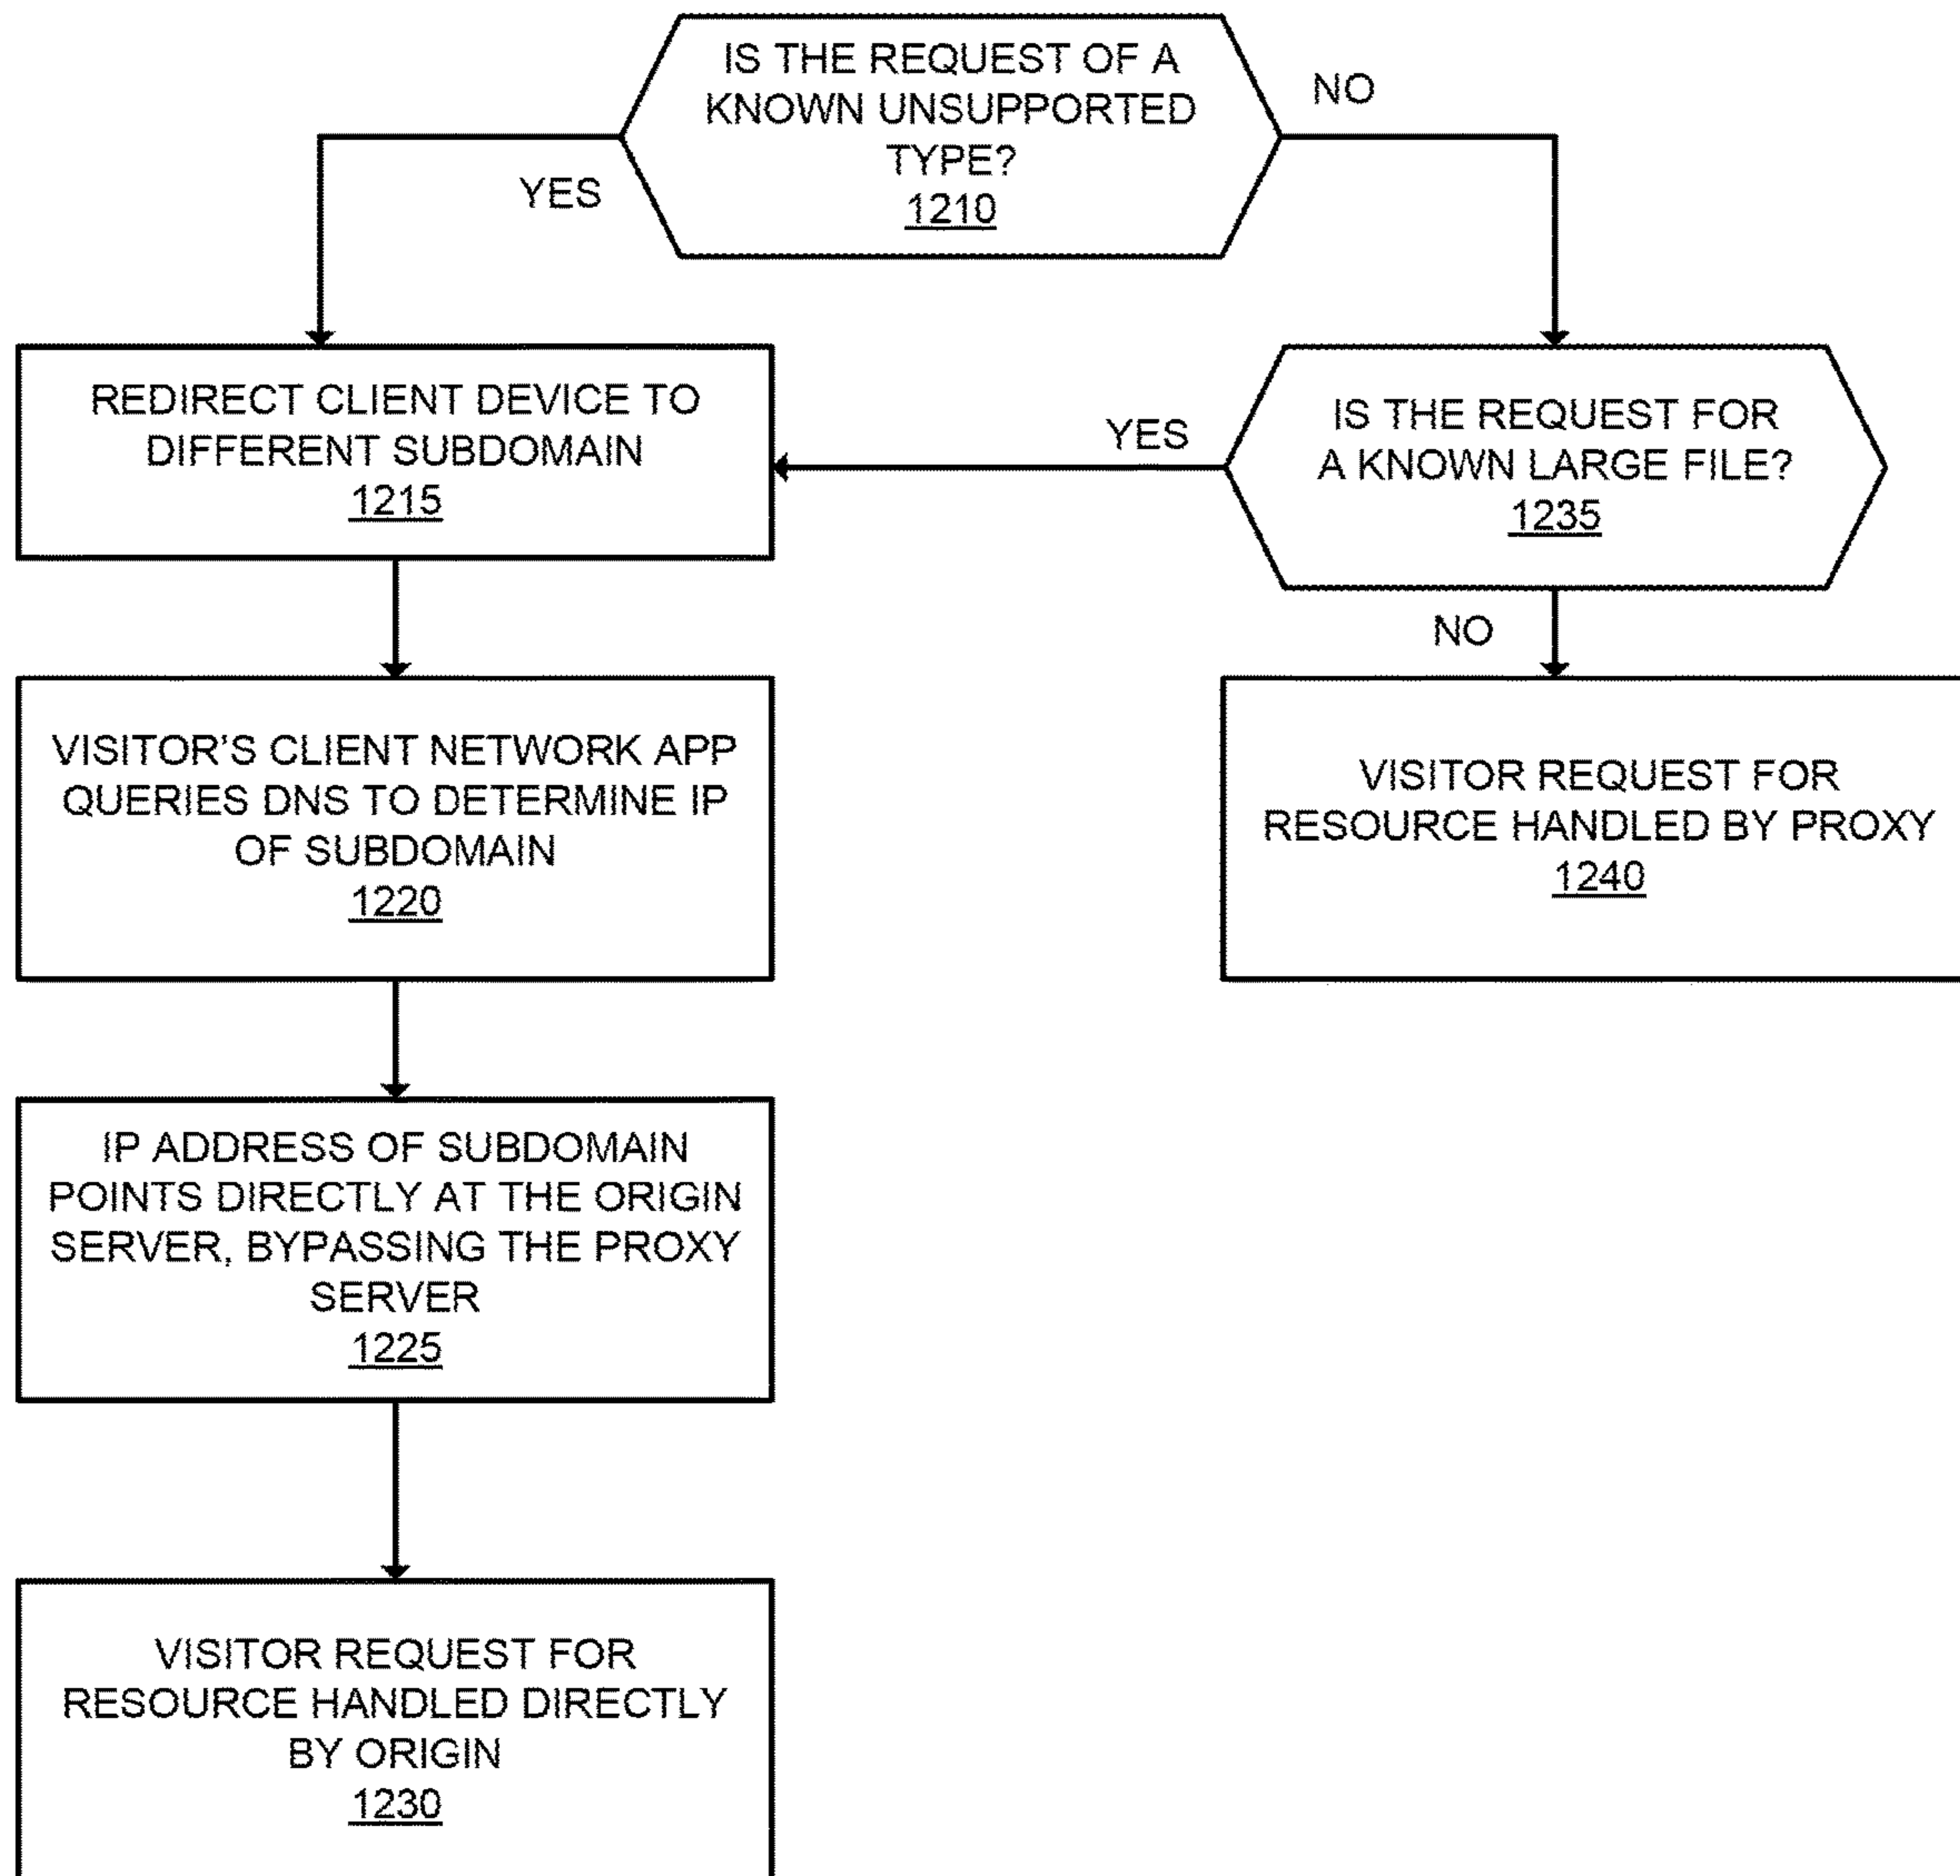 IS THE REQUEST OF A
KNOWN UNSUPPORTED
TYPE?
1210
NO
YES
REDIRECT CLIENT DEVICE TO
DIFFERENT SUBDOMAIN
1215
YES
IS THE REQUEST FOR
A KNOWN LARGE FILE?
1235
NO
VISITOR'S CLIENT NETWORK APP
QUERIES DNS TO DETERMINE IP
OF SUBDOMAIN
1220
VISITOR REQUEST FOR
RESOURCE HANDLED BY PROXY
1240
IP ADDRESS OF SUBDOMAIN
POINTS DIRECTLY AT THE ORIGIN
SERVER, BYPASSING THE PROXY
SERVER
1225
VISITOR REQUEST FOR
RESOURCE HANDLED DIRECTLY
BY ORIGIN
1230